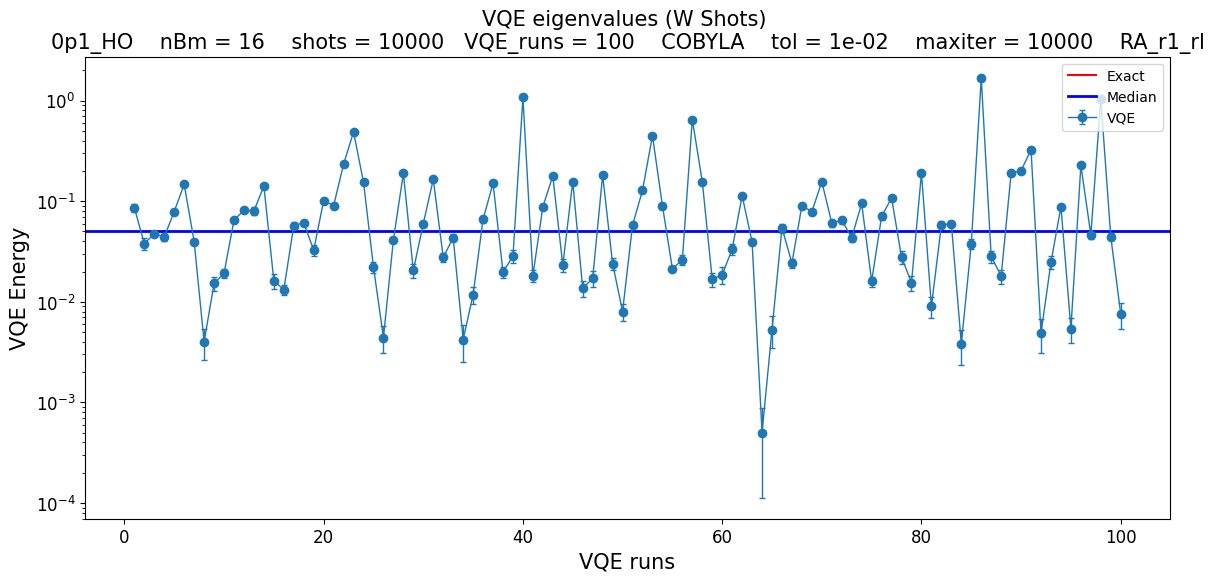 VQE eigenvalues (W Shots)
0p1_HO nBm = 16 shots = 10000 VQE_runs = 100 COBYLA tol = 1e-02 maxiter = 10000 RA_r1_rl
Exact
Median
VQE
VQE Energy
10⁰
10⁻¹
10⁻²
10⁻³
10⁻⁴
0 20 40 60 80 100
VQE runs